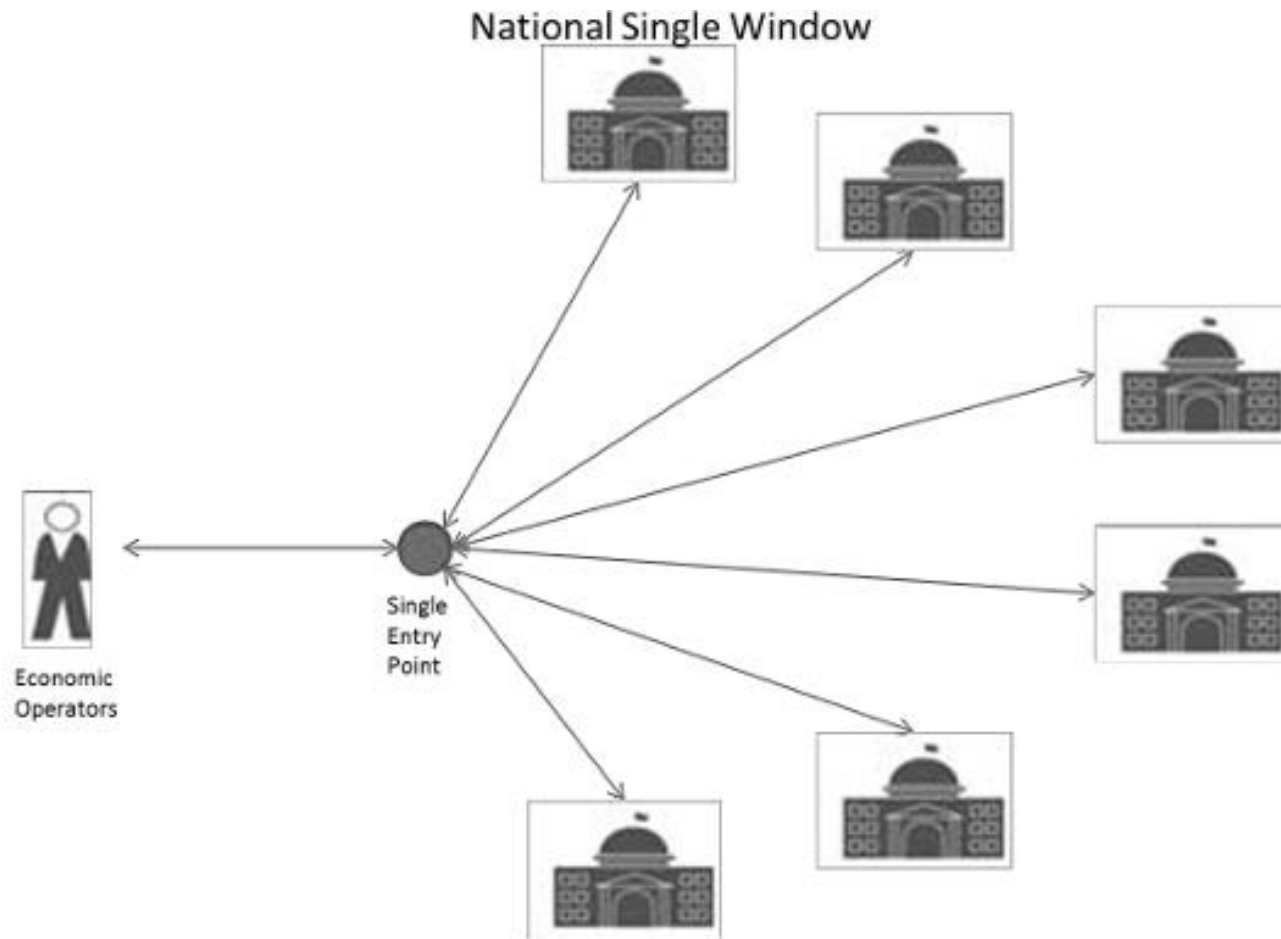 National Single Window
Single
Entry
Point
Economic
Operators